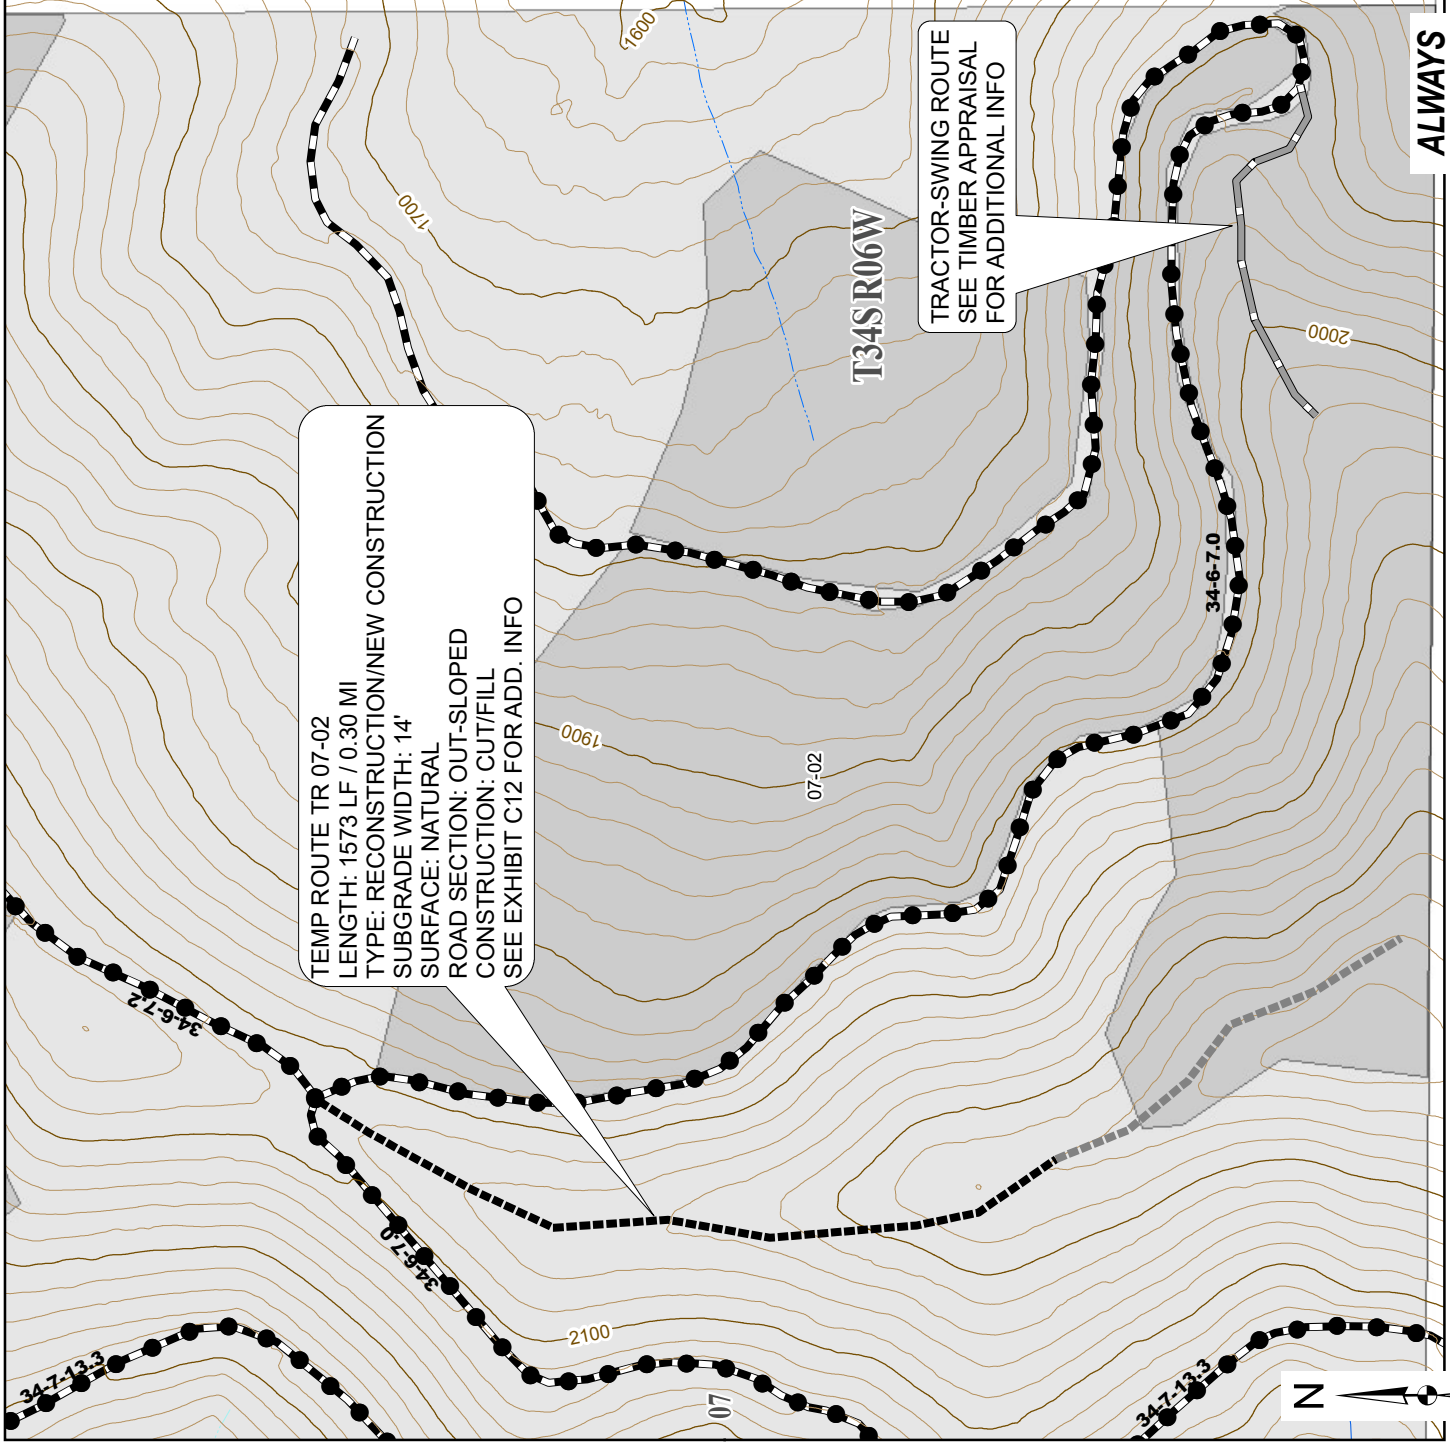 TEMP ROUTE TR 07-02
LENGTH: 1573 LF / 0.30 MI
TYPE: RECONSTRUCTION/NEW CONSTRUCTION
SUBGRADE WIDTH: 14'
SURFACE: NATURAL
ROAD SECTION: OUT-SLOPED
CONSTRUCTION: CUT/FILL
SEE EXHIBIT C12 FOR ADD. INFO
TRACTOR-SWING ROUTE
SEE TIMBER APPRAISAL
FOR ADDITIONAL INFO
T34S R06W
ALWAYS
1600
1700
1900
2000
2100
07-02
07
34-6-7.2
34-6-7.0
34-6-7.0
34-7-13.3
34-7-13.3
N